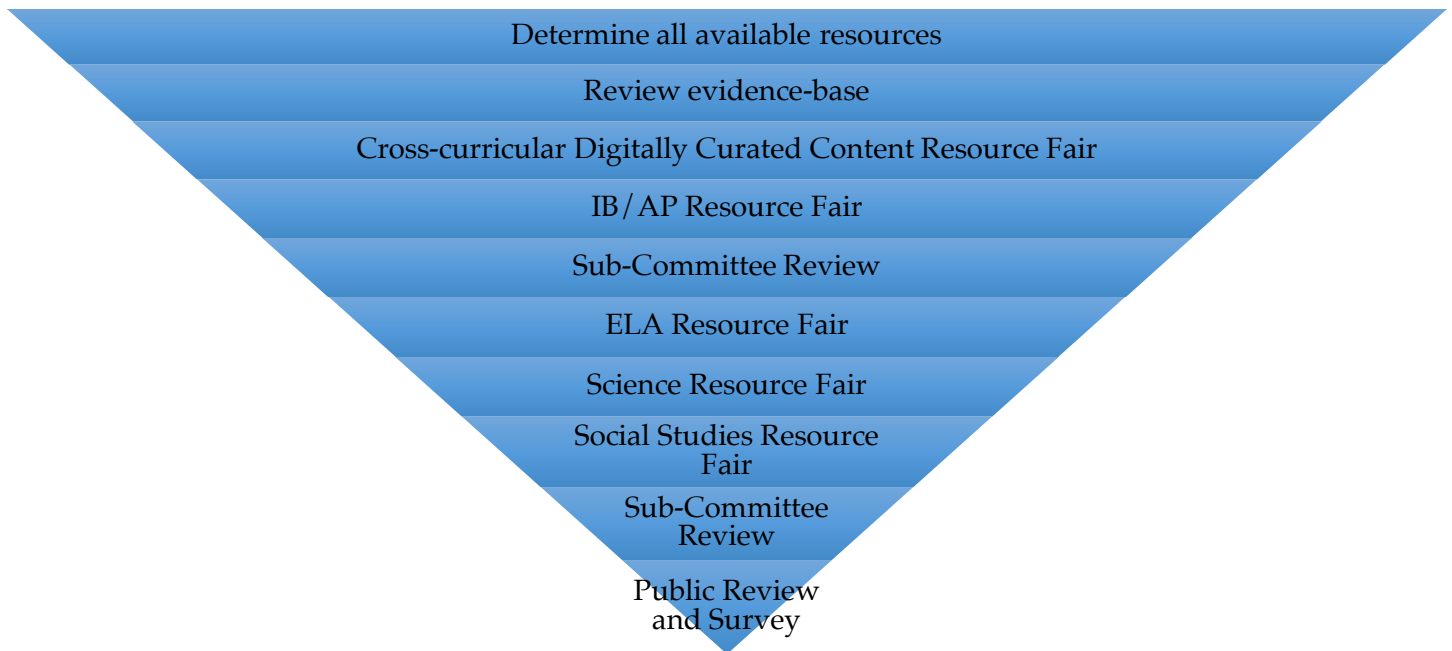 Determine all available resources
Review evidence-base
Cross-curricular Digitally Curated Content Resource Fair
IB/AP Resource Fair
Sub-Committee Review
ELA Resource Fair
Science Resource Fair
Social Studies Resource
Fair
Sub-Committee
Review
Public Review
and Survey